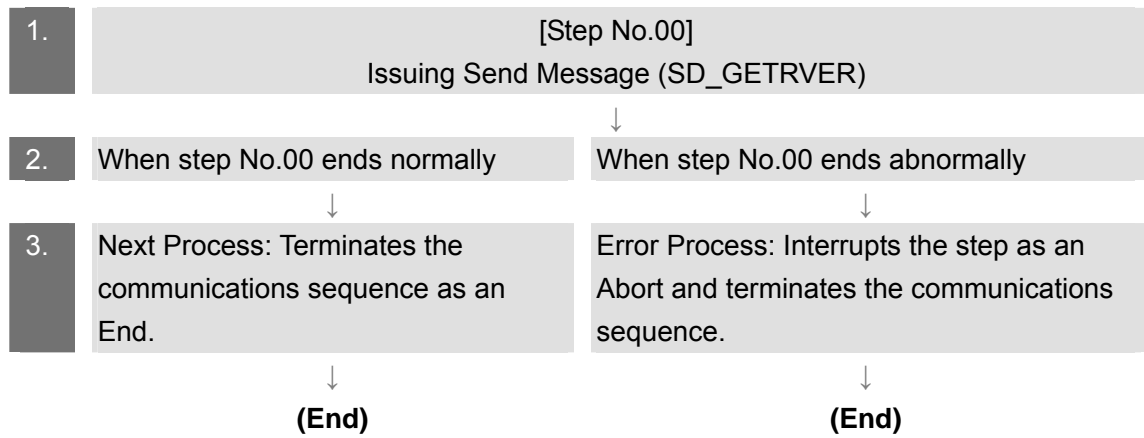 1.
[Step No.00]
Issuing Send Message (SD_GETRVER)
↓
2.
When step No.00 ends normally
When step No.00 ends abnormally
↓
↓
3.
Next Process: Terminates the
communications sequence as an
End.
Error Process: Interrupts the step as an
Abort and terminates the communications
sequence.
↓
↓
(End)
(End)